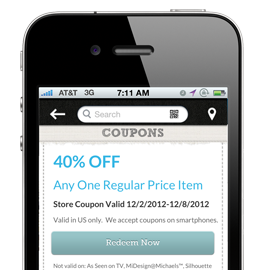 AT&T 3G 7:11 AM
Search
COUPONS
40% OFF
Any One Regular Price Item
Store Coupon Valid 12/2/2012-12/8/2012
Valid in US only. We accept coupons on smartphones.
Redeem Now
Not valid on: As Seen on TV, MiDesign@Michaels™, Silhouette